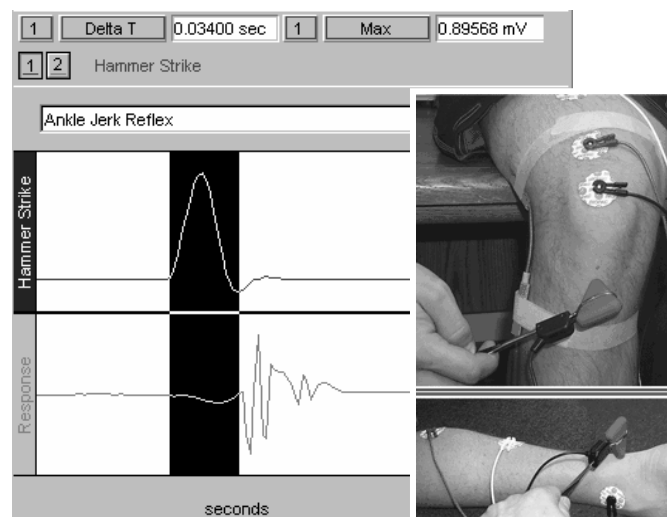 1 Delta T 0.03400 sec 1 Max 0.89568 mV
1 2 Hammer Strike
Ankle Jerk Reflex
Hammer Strike
Response
seconds